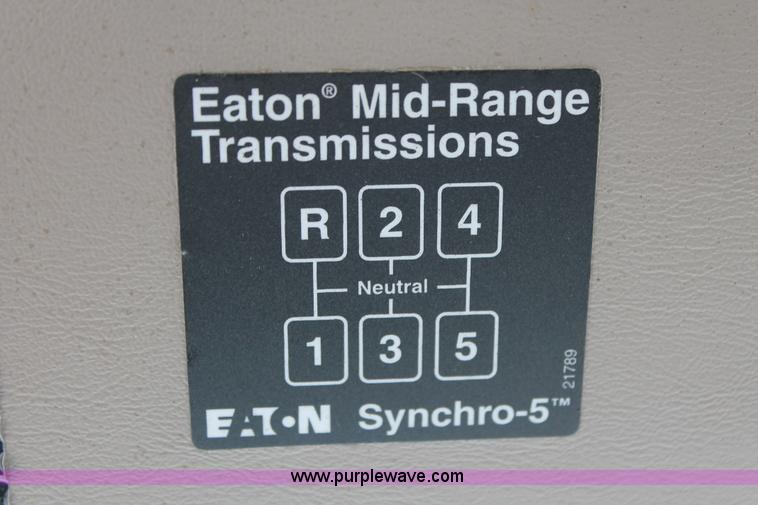 Eaton® Mid-Range
Transmissions
R 2 4
Neutral
1 3 5
21789
EATON Synchro-5™
www.purplewave.com